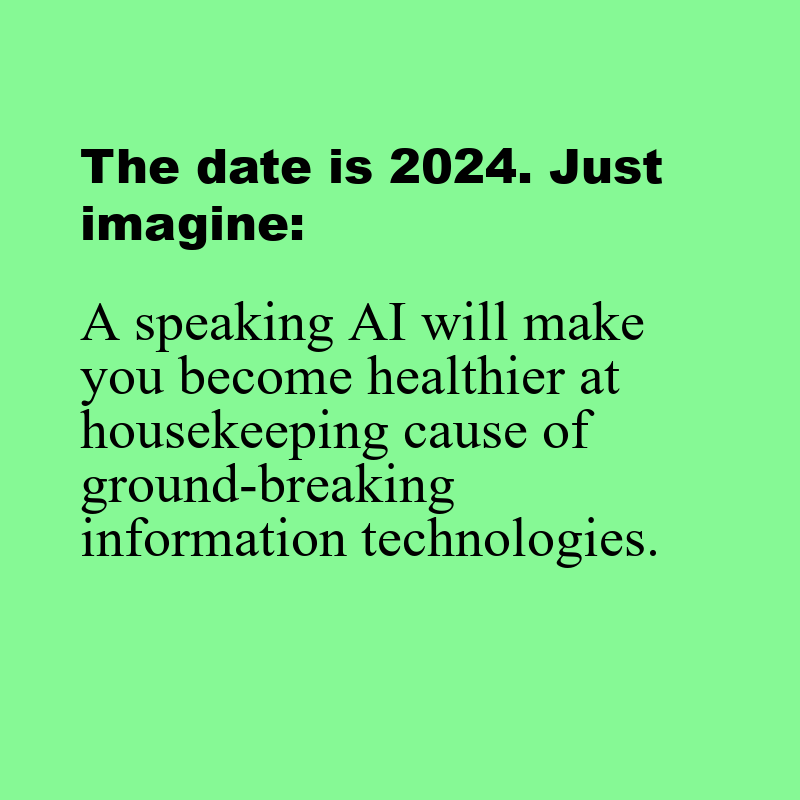 The date is 2024. Just
imagine:
A speaking AI will make
you become healthier at
housekeeping cause of
ground-breaking
information technologies.